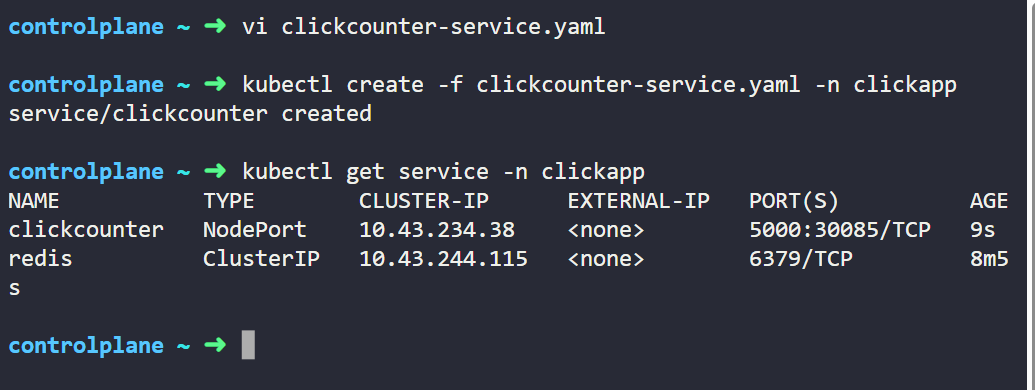 controlplane ~ ➜ vi clickcounter-service.yaml
controlplane ~ ➜ kubectl create -f clickcounter-service.yaml -n clickapp
service/clickcounter created
controlplane ~ ➜ kubectl get service -n clickapp
NAME TYPE CLUSTER-IP EXTERNAL-IP PORT(S) AGE
clickcounter NodePort 10.43.234.38 <none> 5000:30085/TCP 9s
redis ClusterIP 10.43.244.115 <none> 6379/TCP 8m5
s
controlplane ~ ➜